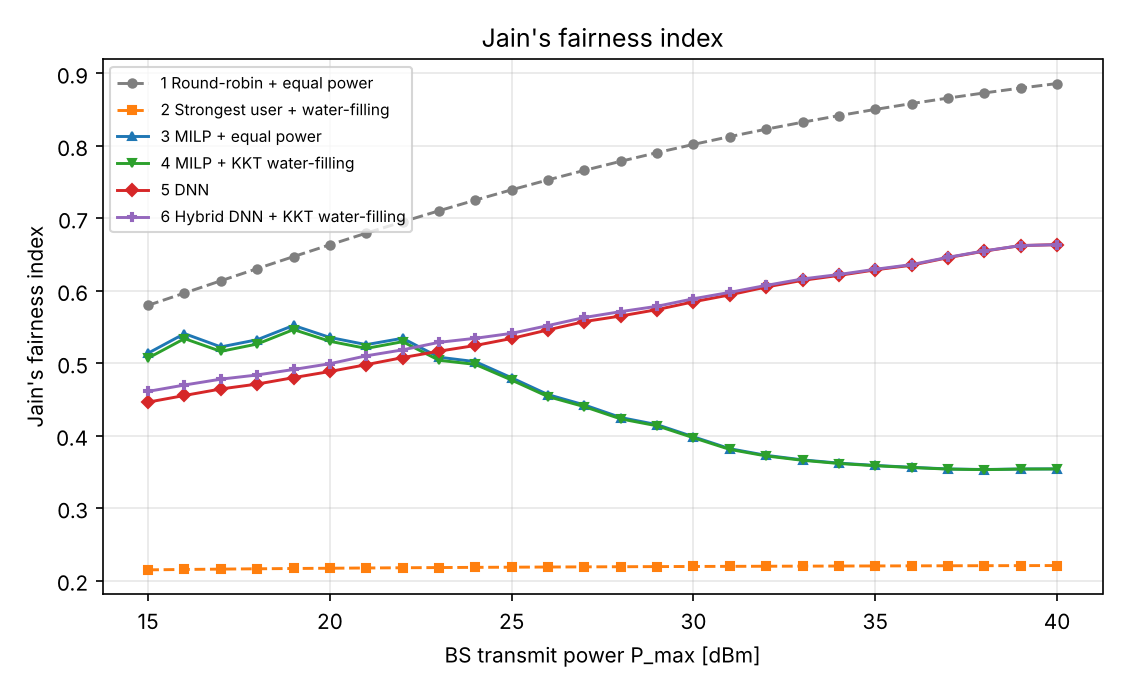 Jain's fairness index
Jain's fairness index
0.9
0.8
0.7
0.6
0.5
0.4
0.3
0.2
1 Round-robin + equal power
2 Strongest user + water-filling
3 MILP + equal power
4 MILP + KKT water-filling
5 DNN
6 Hybrid DNN + KKT water-filling
15 20 25 30 35 40
BS transmit power P_max [dBm]